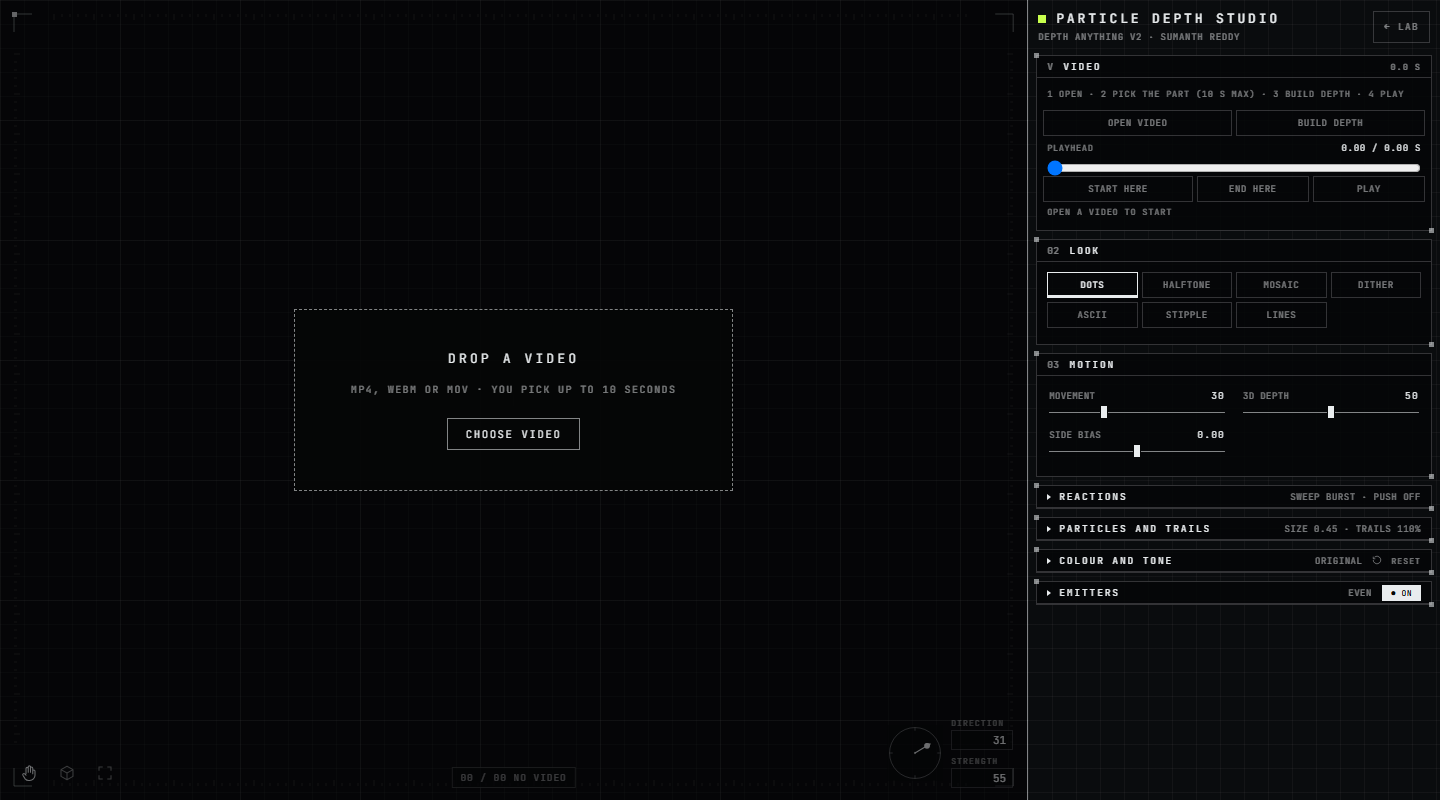 PARTICLE DEPTH STUDIO
DEPTH ANYTHING V2 · SUMANTH REDDY
← LAB
V VIDEO 0.0 S
1 OPEN · 2 PICK THE PART (10 S MAX) · 3 BUILD DEPTH · 4 PLAY
OPEN VIDEO BUILD DEPTH
PLAYHEAD 0.00 / 0.00 S
START HERE END HERE PLAY
OPEN A VIDEO TO START
02 LOOK
DOTS HALFTONE MOSAIC DITHER
ASCII STIPPLE LINES
03 MOTION
MOVEMENT 30 3D DEPTH 50
SIDE BIAS 0.00
REACTIONS SWEEP BURST · PUSH OFF
PARTICLES AND TRAILS SIZE 0.45 · TRAILS 110%
COLOUR AND TONE ORIGINAL RESET
EMITTERS EVEN ● ON
DROP A VIDEO
MP4, WEBM OR MOV · YOU PICK UP TO 10 SECONDS
CHOOSE VIDEO
DIRECTION
31
STRENGTH
55
00 / 00 NO VIDEO